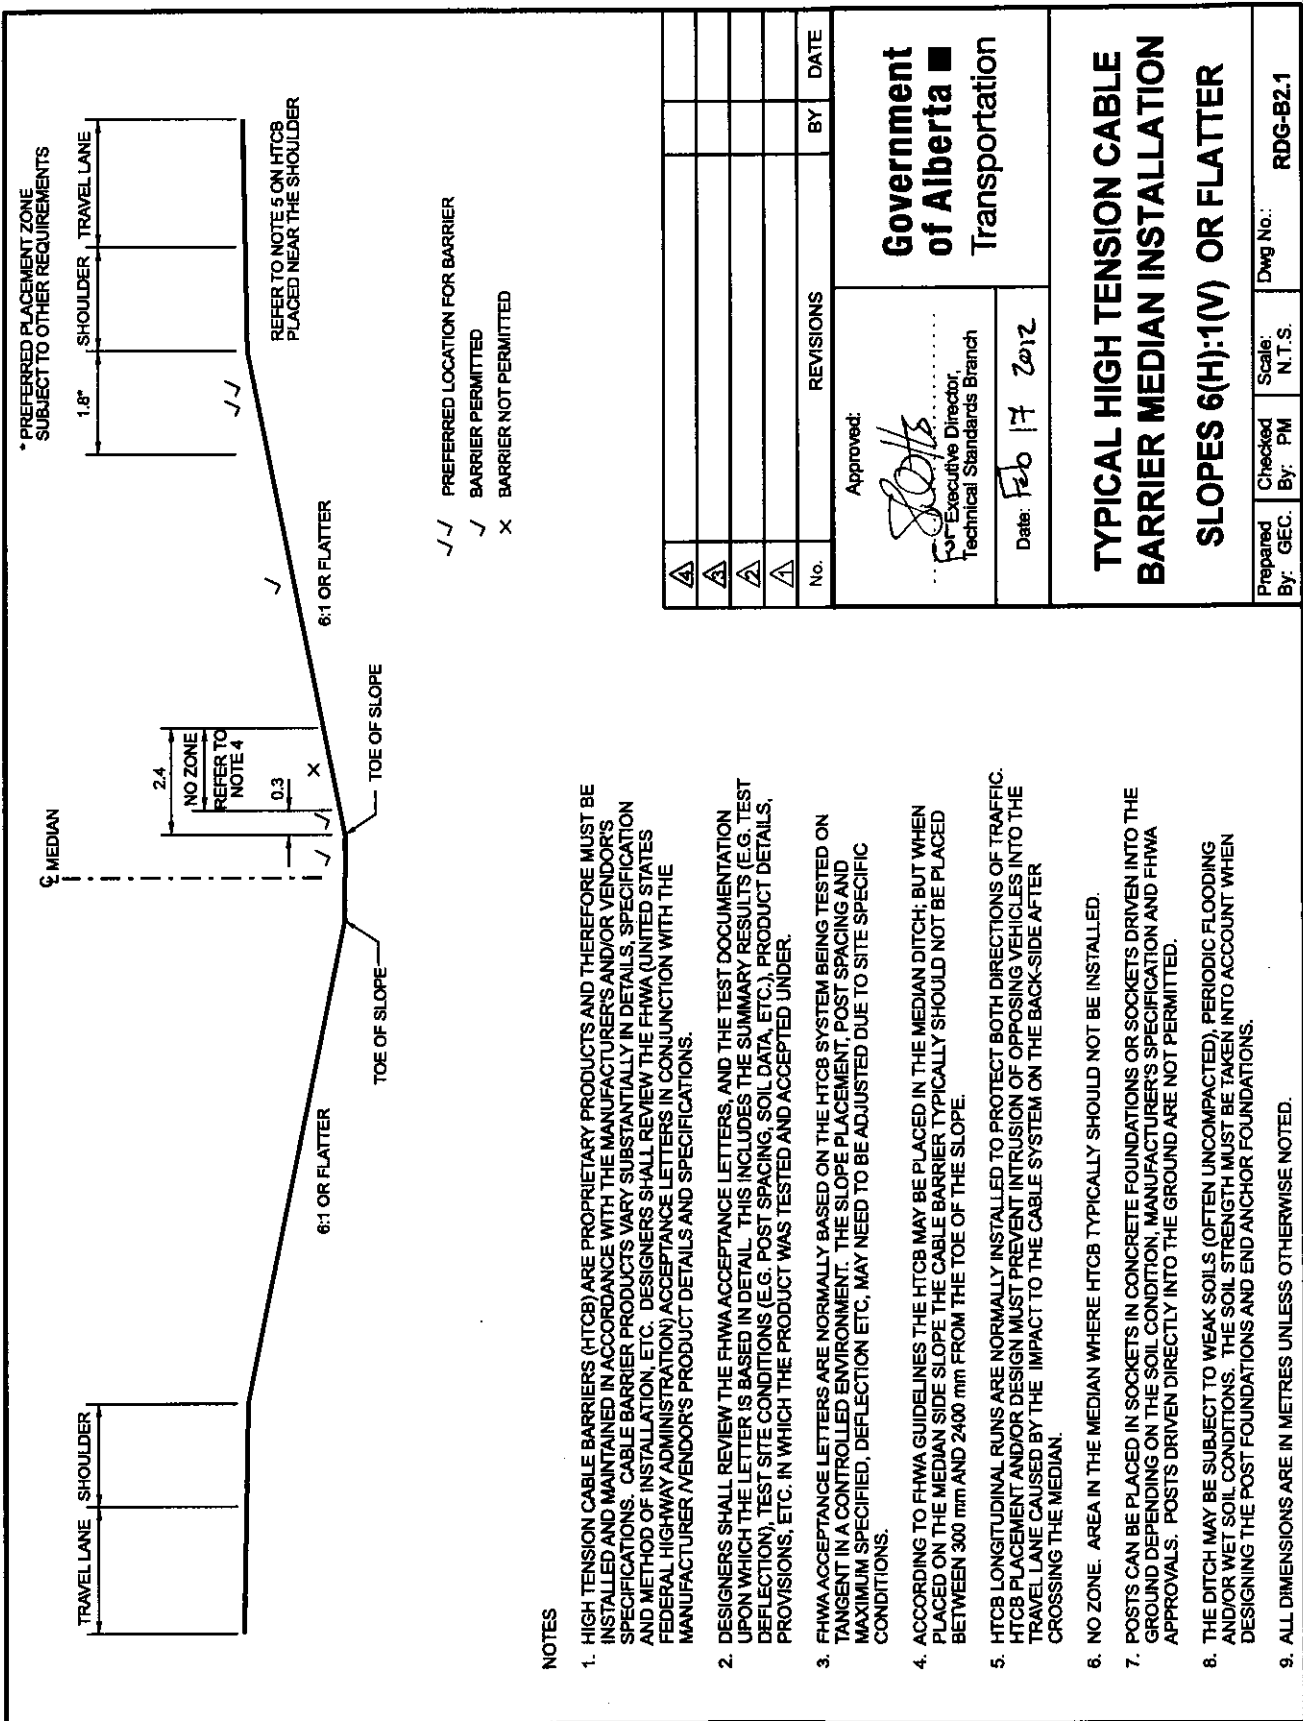 * PREFERRED PLACEMENT ZONE
SUBJECT TO OTHER REQUIREMENTS
TRAVEL LANE
SHOULDER
℄ MEDIAN
1.8*
SHOULDER
TRAVEL LANE
2.4
NO ZONE
REFER TO
NOTE 4
0.3
6:1 OR FLATTER
TOE OF SLOPE
TOE OF SLOPE
6:1 OR FLATTER
REFER TO NOTE 5 ON HTCB
PLACED NEAR THE SHOULDER
√√ PREFERRED LOCATION FOR BARRIER
√ BARRIER PERMITTED
× BARRIER NOT PERMITTED
NOTES
1. HIGH TENSION CABLE BARRIERS (HTCB) ARE PROPRIETARY PRODUCTS AND THEREFORE MUST BE
INSTALLED AND MAINTAINED IN ACCORDANCE WITH THE MANUFACTURER'S AND/OR VENDOR'S
SPECIFICATIONS. CABLE BARRIER PRODUCTS VARY SUBSTANTIALLY IN DETAILS, SPECIFICATION
AND METHOD OF INSTALLATION, ETC. DESIGNERS SHALL REVIEW THE FHWA (UNITED STATES
FEDERAL HIGHWAY ADMINISTRATION) ACCEPTANCE LETTERS IN CONJUNCTION WITH THE
MANUFACTURER /VENDOR'S PRODUCT DETAILS AND SPECIFICATIONS.
2. DESIGNERS SHALL REVIEW THE FHWA ACCEPTANCE LETTERS, AND THE TEST DOCUMENTATION
UPON WHICH THE LETTER IS BASED IN DETAIL. THIS INCLUDES THE SUMMARY RESULTS (E.G. TEST
DEFLECTION), TEST SITE CONDITIONS (E.G. POST SPACING, SOIL DATA, ETC.), PRODUCT DETAILS,
PROVISIONS, ETC. IN WHICH THE PRODUCT WAS TESTED AND ACCEPTED UNDER.
3. FHWA ACCEPTANCE LETTERS ARE NORMALLY BASED ON THE HTCB SYSTEM BEING TESTED ON
TANGENT IN A CONTROLLED ENVIRONMENT. THE SLOPE PLACEMENT, POST SPACING AND
MAXIMUM SPECIFIED, DEFLECTION ETC, MAY NEED TO BE ADJUSTED DUE TO SITE SPECIFIC
CONDITIONS.
4. ACCORDING TO FHWA GUIDELINES THE HTCB MAY BE PLACED IN THE MEDIAN DITCH; BUT WHEN
PLACED ON THE MEDIAN SIDE SLOPE THE CABLE BARRIER TYPICALLY SHOULD NOT BE PLACED
BETWEEN 300 mm AND 2400 mm FROM THE TOE OF THE SLOPE.
5. HTCB LONGITUDINAL RUNS ARE NORMALLY INSTALLED TO PROTECT BOTH DIRECTIONS OF TRAFFIC.
HTCB PLACEMENT AND/OR DESIGN MUST PREVENT INTRUSION OF OPPOSING VEHICLES INTO THE
TRAVEL LANE CAUSED BY THE IMPACT TO THE CABLE SYSTEM ON THE BACK-SIDE AFTER
CROSSING THE MEDIAN.
6. NO ZONE. AREA IN THE MEDIAN WHERE HTCB TYPICALLY SHOULD NOT BE INSTALLED.
7. POSTS CAN BE PLACED IN SOCKETS IN CONCRETE FOUNDATIONS OR SOCKETS DRIVEN INTO THE
GROUND DEPENDING ON THE SOIL CONDITION, MANUFACTURER'S SPECIFICATION AND FHWA
APPROVALS. POSTS DRIVEN DIRECTLY INTO THE GROUND ARE NOT PERMITTED.
8. THE DITCH MAY BE SUBJECT TO WEAK SOILS (OFTEN UNCOMPACTED), PERIODIC FLOODING
AND/OR WET SOIL CONDITIONS. THE SOIL STRENGTH MUST BE TAKEN INTO ACCOUNT WHEN
DESIGNING THE POST FOUNDATIONS AND END ANCHOR FOUNDATIONS.
9. ALL DIMENSIONS ARE IN METRES UNLESS OTHERWISE NOTED.
4
3
2
1
No. REVISIONS BY DATE
Approved:
For Executive Director,
Technical Standards Branch
Date: Feb 17 2012
Government
of Alberta
Transportation
TYPICAL HIGH TENSION CABLE
BARRIER MEDIAN INSTALLATION
SLOPES 6(H):1(V) OR FLATTER
Prepared By: GEC.
Checked By: PM
Scale: N.T.S.
Dwg No.: RDG-B2.1